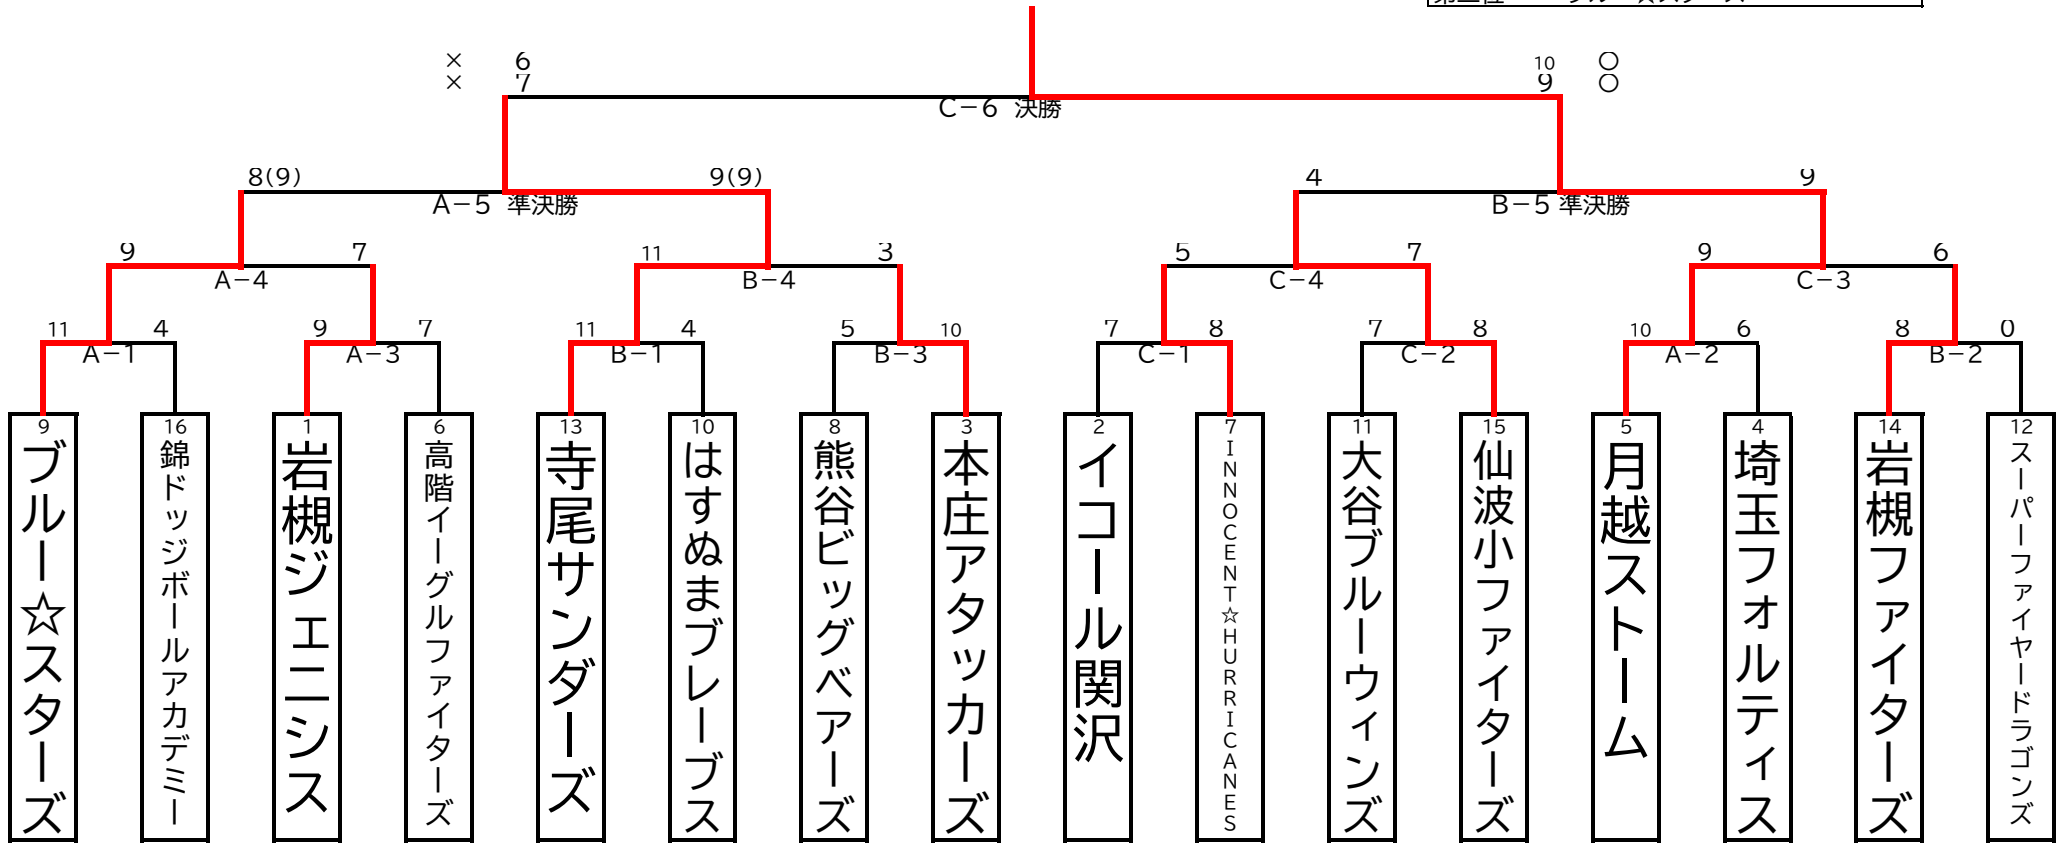 × 6 10 ○
× 7 9 ○
C－6 決勝
8(9) 9(9) 4 9
A－5 準決勝 B－5 準決勝
9 7 11 3 5 7 9 6
A－4 B－4 C－4 C－3
11 4 9 7 11 4 5 10 7 8 7 8 10 6 8 0
A－1 A－3 B－1 B－3 C－1 C－2 A－2 B－2
9 16 1 6 13 10 8 3 2 7 11 15 5 4 14 12
ブルー☆スターズ
錦ドッジボールアカデミー
岩槻ジェニシス
高階イーグルファイターズ
寺尾サンダーズ
はすぬまブレーブス
熊谷ビッグベアーズ
本庄アタッカーズ
イコール関沢
INNOCENT☆HURRICANES
大谷ブルーウィンズ
仙波小ファイターズ
月越ストーム
埼玉フォルティス
岩槻ファイターズ
スーパーファイヤードラゴンズ